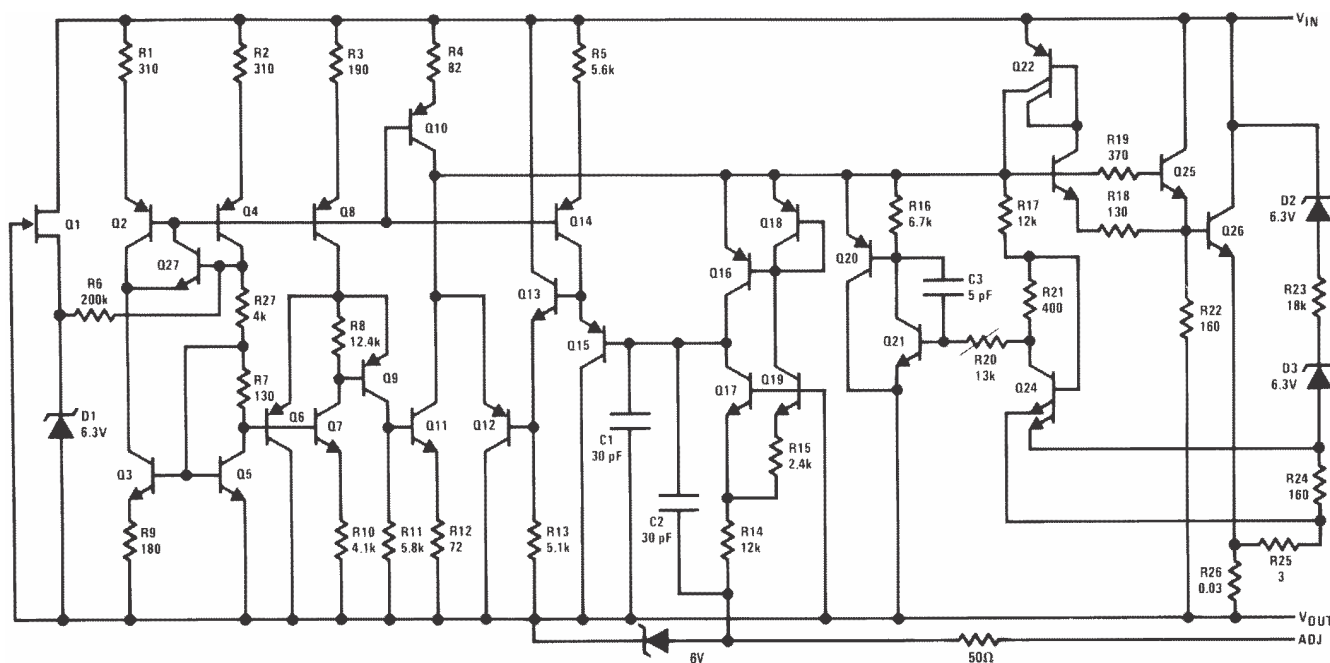 VIN
R1
310
R2
310
R3
190
R4
82
R5
5.6k
Q22
Q10
R19
370
Q25
Q1
Q2
Q4
Q8
Q14
Q18
R16
6.7k
R17
12k
R18
130
D2
6.3V
Q26
Q27
Q16
Q20
R6
200k
R27
4k
Q13
C3
5 pF
R21
400
R23
18k
R8
12.4k
Q15
Q21
R22
160
R20
13k
R7
130
Q9
Q17
Q19
Q24
D3
6.3V
D1
6.3V
Q6
Q7
Q11
Q12
C1
30 pF
R15
2.4k
Q3
Q5
R24
160
C2
30 pF
R9
180
R10
4.1k
R11
5.8k
R12
72
R13
5.1k
R14
12k
R25
3
R26
0.03
VOUT
ADJ
6V
50Ω